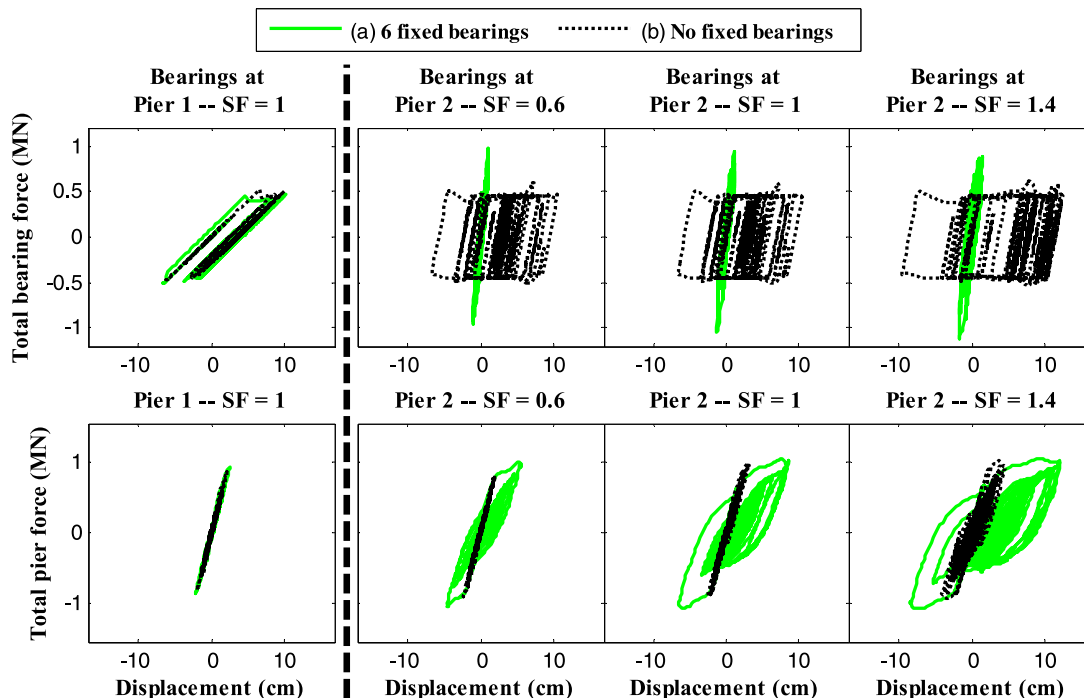 (a) 6 fixed bearings (b) No fixed bearings
Bearings at Bearings at Bearings at Bearings at
Pier 1 -- SF = 1 Pier 2 -- SF = 0.6 Pier 2 -- SF = 1 Pier 2 -- SF = 1.4
Total bearing force (MN)
1
0.5
0
-0.5
-1
-10 0 10 -10 0 10 -10 0 10 -10 0 10
Pier 1 -- SF = 1 Pier 2 -- SF = 0.6 Pier 2 -- SF = 1 Pier 2 -- SF = 1.4
Total pier force (MN)
1
0
-1
-10 0 10 -10 0 10 -10 0 10 -10 0 10
Displacement (cm) Displacement (cm) Displacement (cm) Displacement (cm)